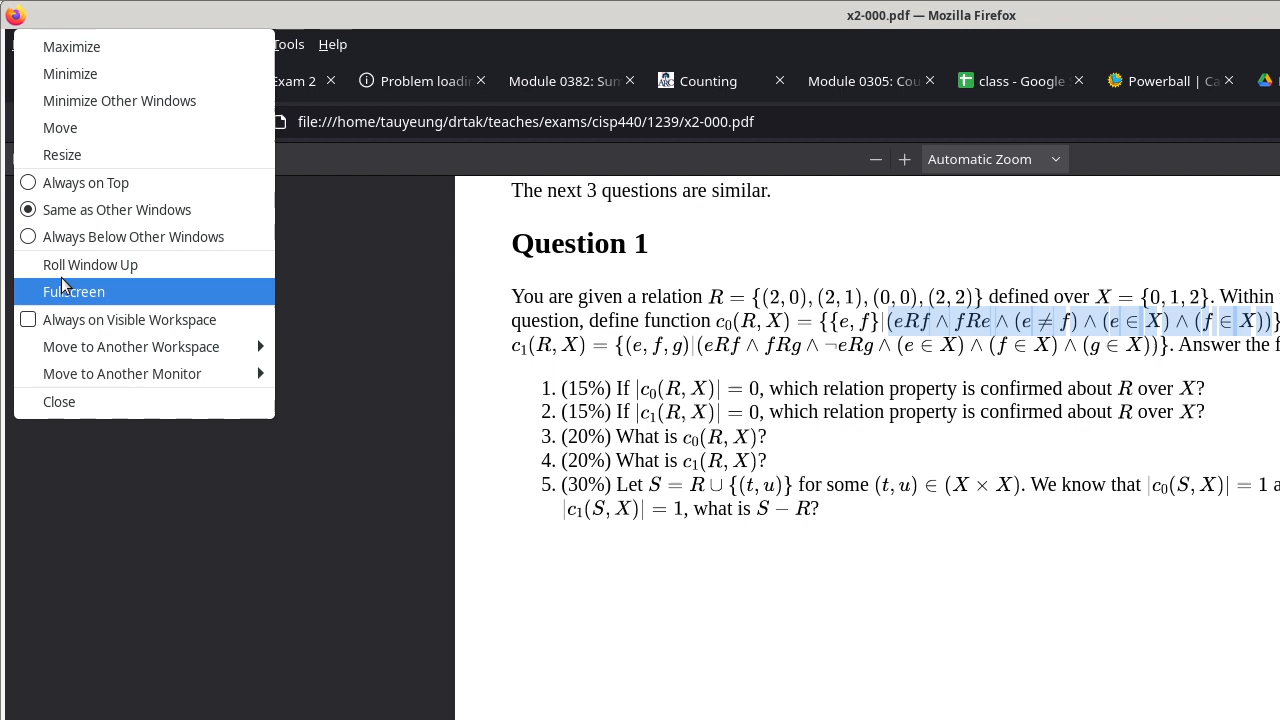 x2-000.pdf — Mozilla Firefox
Tools Help
Exam 2
Problem loadin
Module 0382: Sum
ARC Counting
Module 0305: Cou
class - Google S
Powerball | Ca
file:///home/tauyeung/drtak/teaches/exams/cisp440/1239/x2-000.pdf
Automatic Zoom
Maximize
Minimize
Minimize Other Windows
Move
Resize
Always on Top
Same as Other Windows
Always Below Other Windows
Roll Window Up
Fullscreen
Always on Visible Workspace
Move to Another Workspace
Move to Another Monitor
Close
The next 3 questions are similar.
Question 1
You are given a relation R = {(2, 0), (2, 1), (0, 0), (2, 2)} defined over X = {0, 1, 2}. Within
question, define function c₀(R, X) = {{e, f}|(eRf ∧ fRe ∧ (e ≠ f) ∧ (e ∈ X) ∧ (f ∈ X))}
c₁(R, X) = {(e, f, g)|(eRf ∧ fRg ∧ ¬eRg ∧ (e ∈ X) ∧ (f ∈ X) ∧ (g ∈ X))}. Answer the f
1. (15%) If |c₀(R, X)| = 0, which relation property is confirmed about R over X?
2. (15%) If |c₁(R, X)| = 0, which relation property is confirmed about R over X?
3. (20%) What is c₀(R, X)?
4. (20%) What is c₁(R, X)?
5. (30%) Let S = R ∪ {(t, u)} for some (t, u) ∈ (X × X). We know that |c₀(S, X)| = 1 a
|c₁(S, X)| = 1, what is S − R?